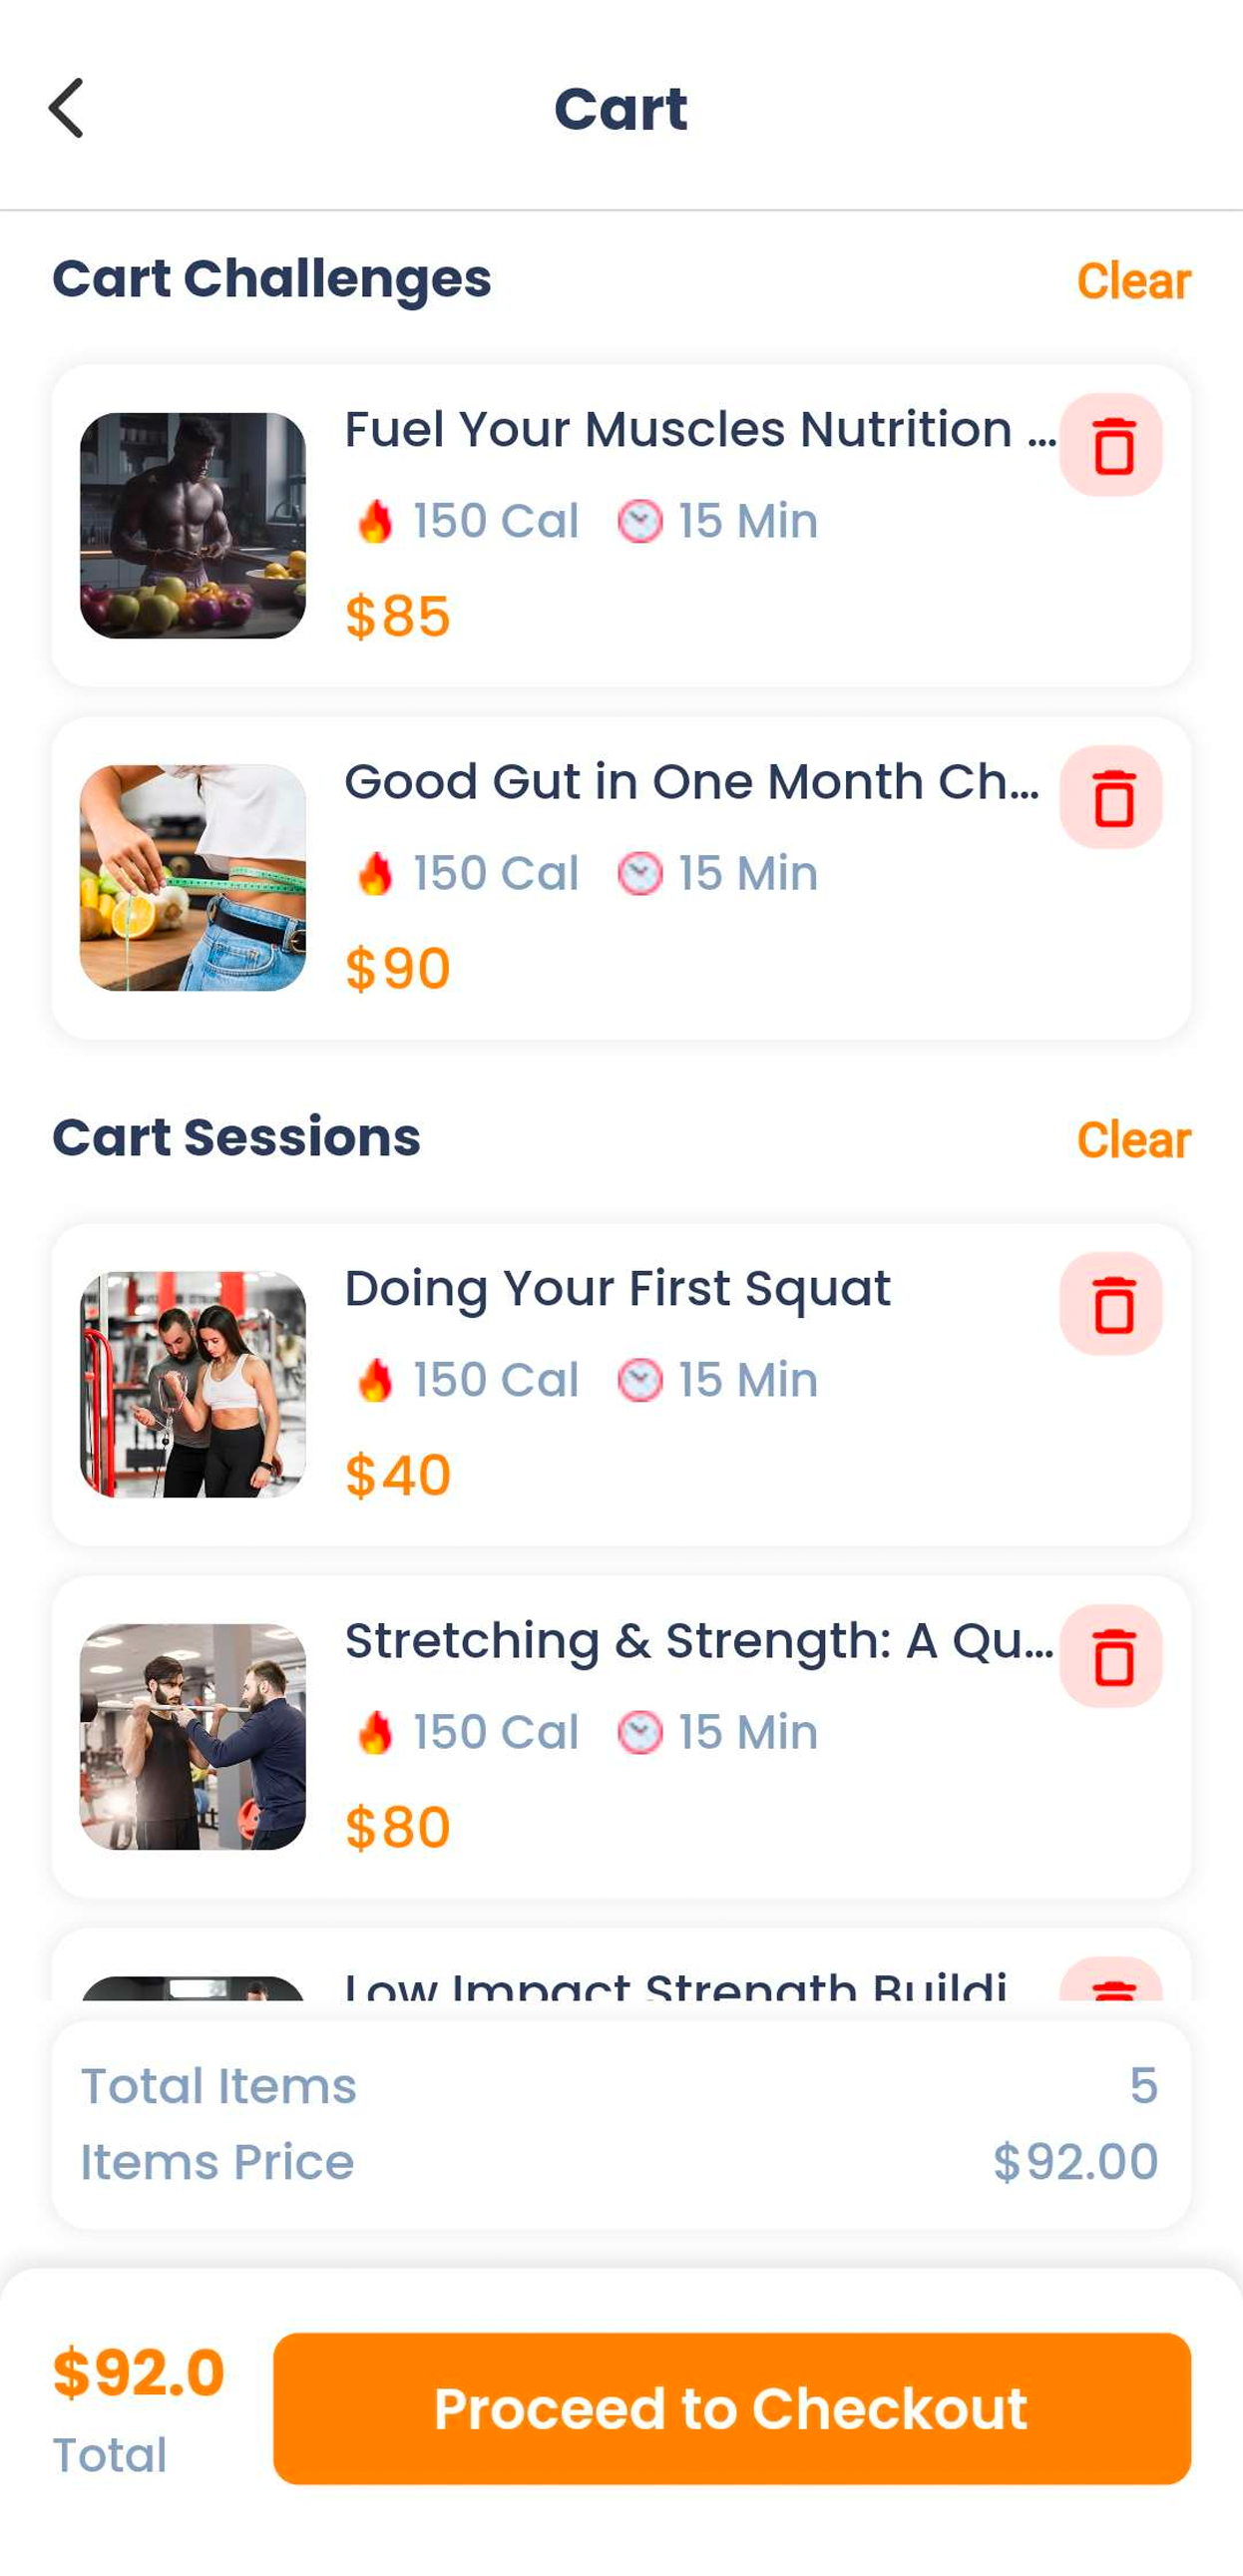 Cart
Cart Challenges Clear
Fuel Your Muscles Nutrition ...
150 Cal 15 Min
$85
Good Gut in One Month Ch...
150 Cal 15 Min
$90
Cart Sessions Clear
Doing Your First Squat
150 Cal 15 Min
$40
Stretching & Strength: A Qu...
150 Cal 15 Min
$80
Low Impact Strength Buildi
Total Items 5
Items Price $92.00
$92.0
Total
Proceed to Checkout